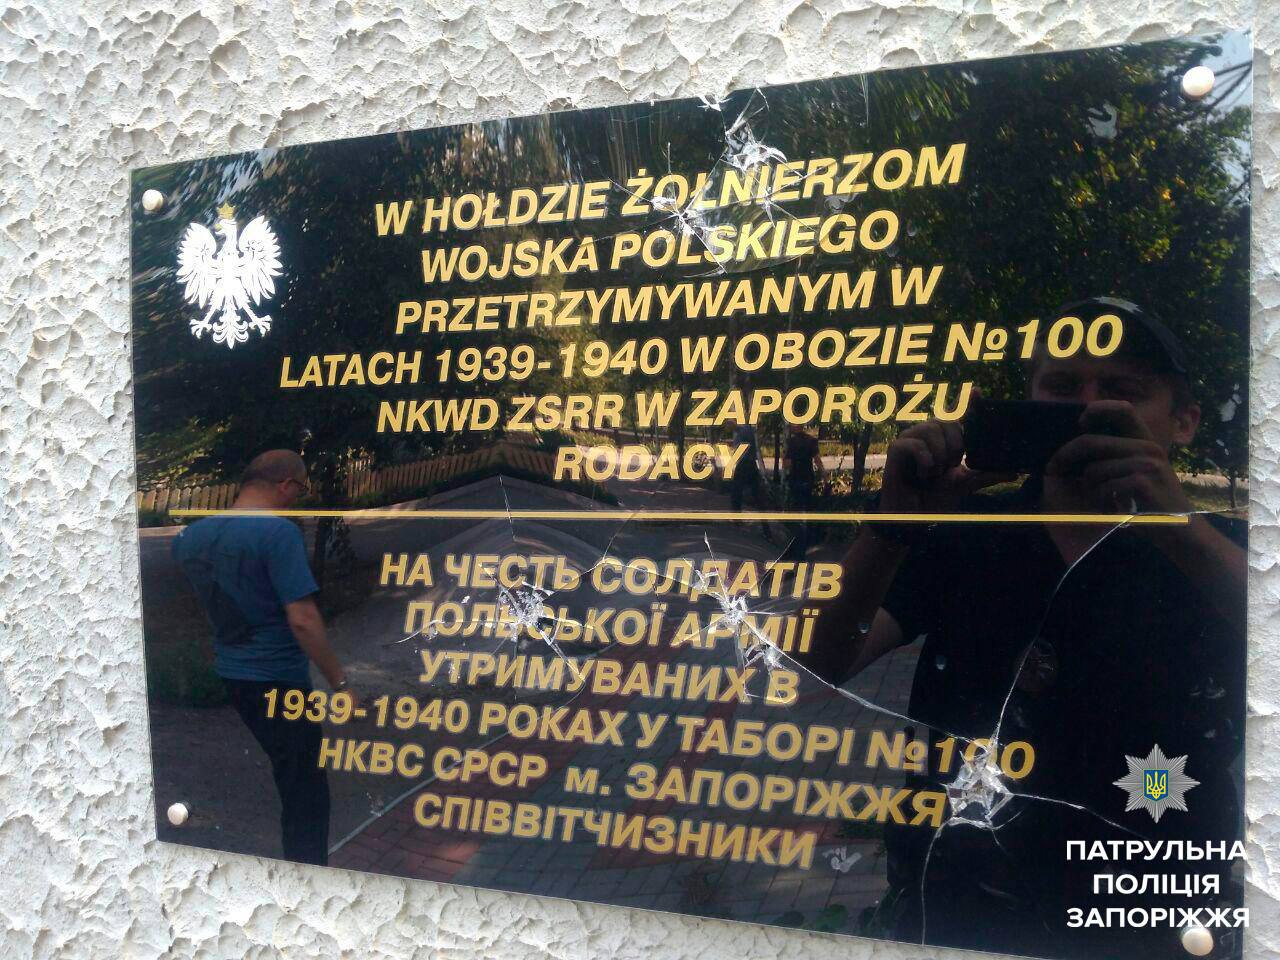 W HOŁDZIE ŻOŁNIERZOM
WOJSKA POLSKIEGO
PRZETRZYMYWANYM W
LATACH 1939-1940 W OBOZIE №100
NKWD ZSRR W ZAPOROŻU
RODACY
НА ЧЕСТЬ СОЛДАТІВ
ПОЛЬСЬКОЇ АРМІЇ
УТРИМУВАНИХ В
1939-1940 РОКАХ У ТАБОРІ №100
НКВС СРСР м. ЗАПОРІЖЖЯ
СПІВВІТЧИЗНИКИ
ПАТРУЛЬНА
ПОЛІЦІЯ
ЗАПОРІЖЖЯ